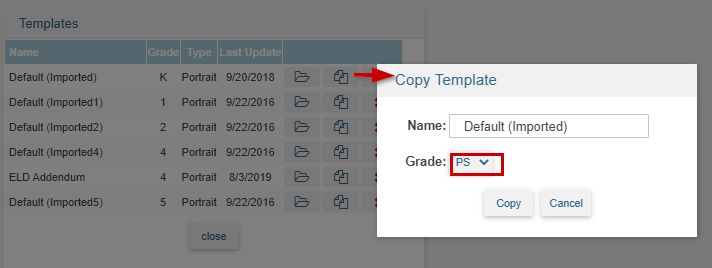 Templates
Name Grade Type Last Update
Default (Imported) K Portrait 9/20/2018
Default (Imported1) 1 Portrait 9/22/2016
Default (Imported2) 2 Portrait 9/22/2016
Default (Imported4) 4 Portrait 9/22/2016
ELD Addendum 4 Portrait 8/3/2019
Default (Imported5) 5 Portrait 9/22/2016
close
Copy Template
Name: Default (Imported)
Grade: PS
Copy Cancel